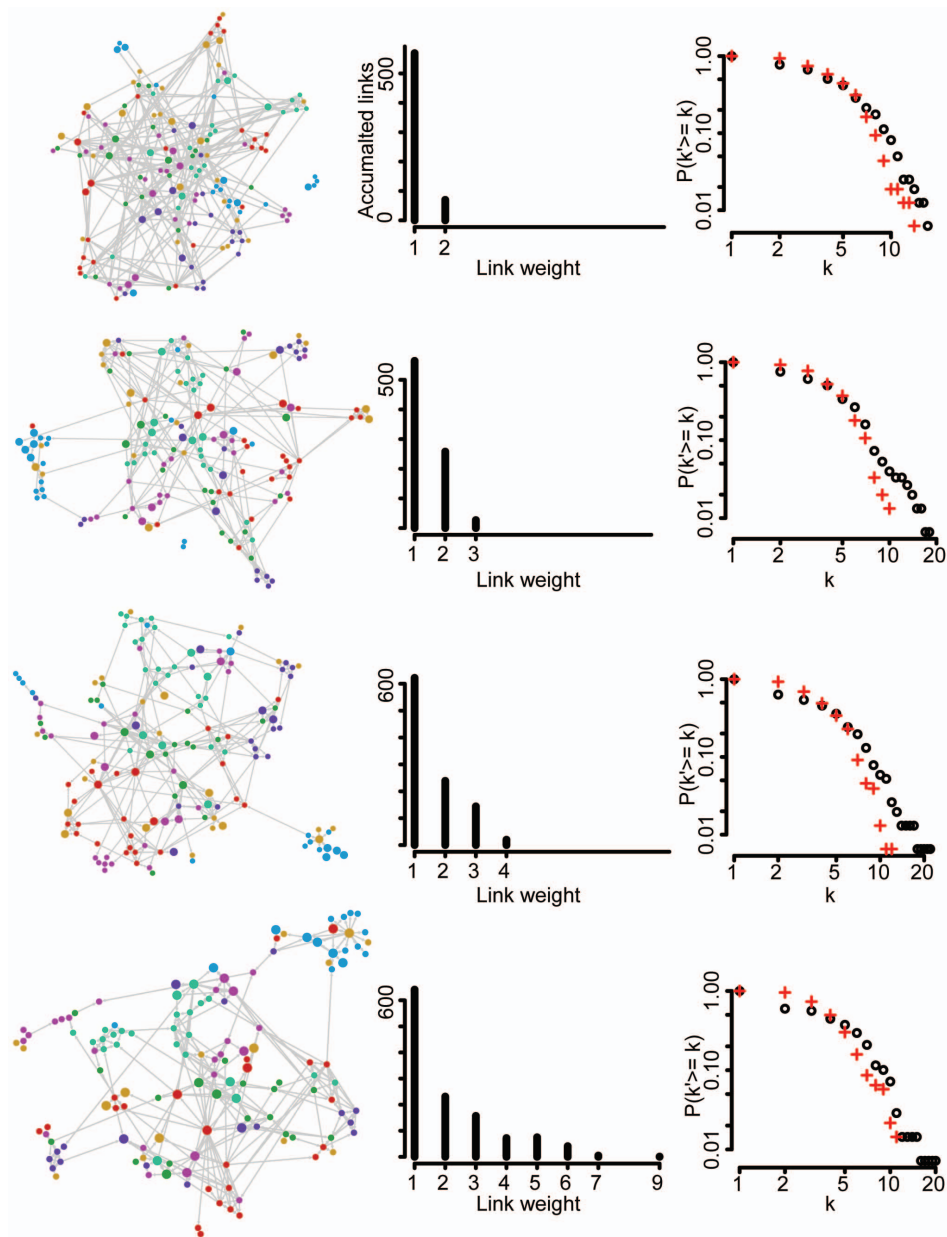 Accumalted links
500
0
1 2
Link weight
P(k'>= k)
1.00
0.10
0.01
1 2 5 10
k
500
1 2 3
Link weight
P(k'>= k)
1.00
0.10
0.01
1 2 5 10 20
k
600
1 2 3 4
Link weight
P(k'>= k)
1.00
0.10
0.01
1 2 5 10 20
k
600
1 2 3 4 5 6 7 9
Link weight
P(k'>= k)
1.00
0.10
0.01
1 2 5 10 20
k